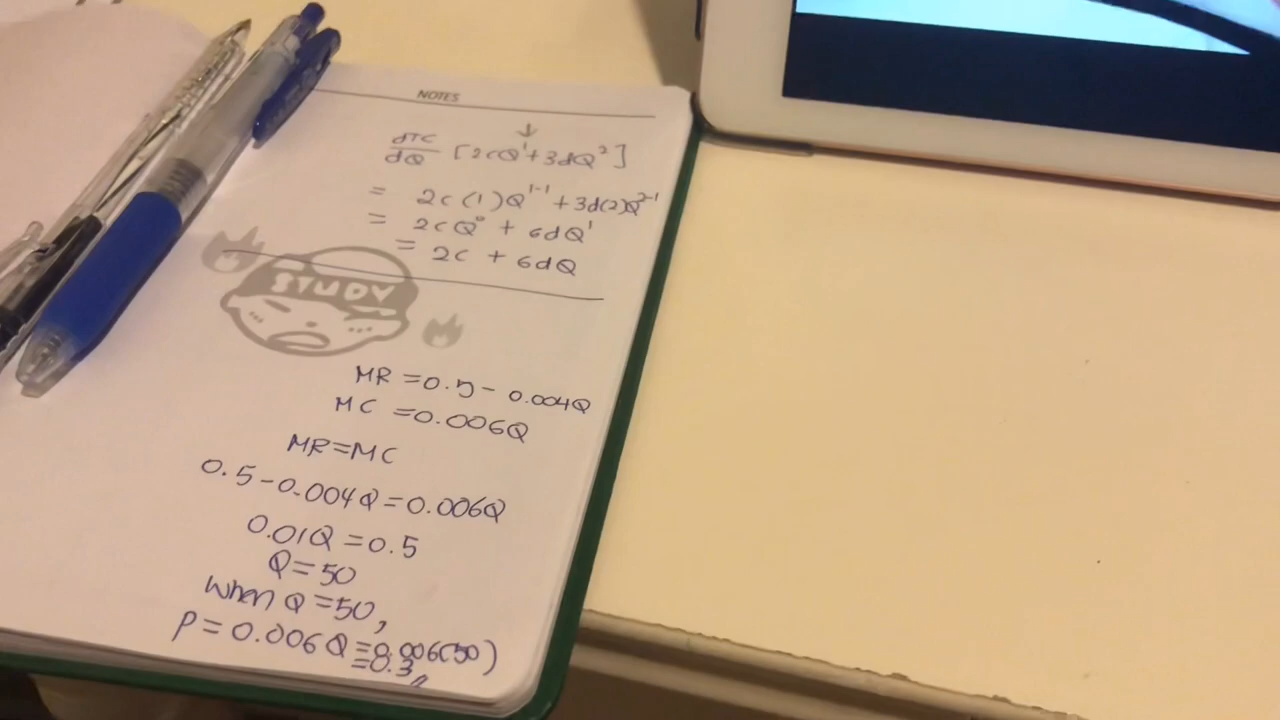 NOTES
↓
dTC/dQ [2cQ¹+3dQ²]
= 2c(1)Q¹⁻¹ + 3d(2)Q²⁻¹
= 2cQ⁰ + 6dQ¹
= 2c + 6dQ
STUDY
MR = 0.5 - 0.004Q
MC = 0.006Q
MR=MC
0.5-0.004Q=0.006Q
0.01Q=0.5
Q=50
When Q=50,
P = 0.006Q = 0.006(50)
=0.3